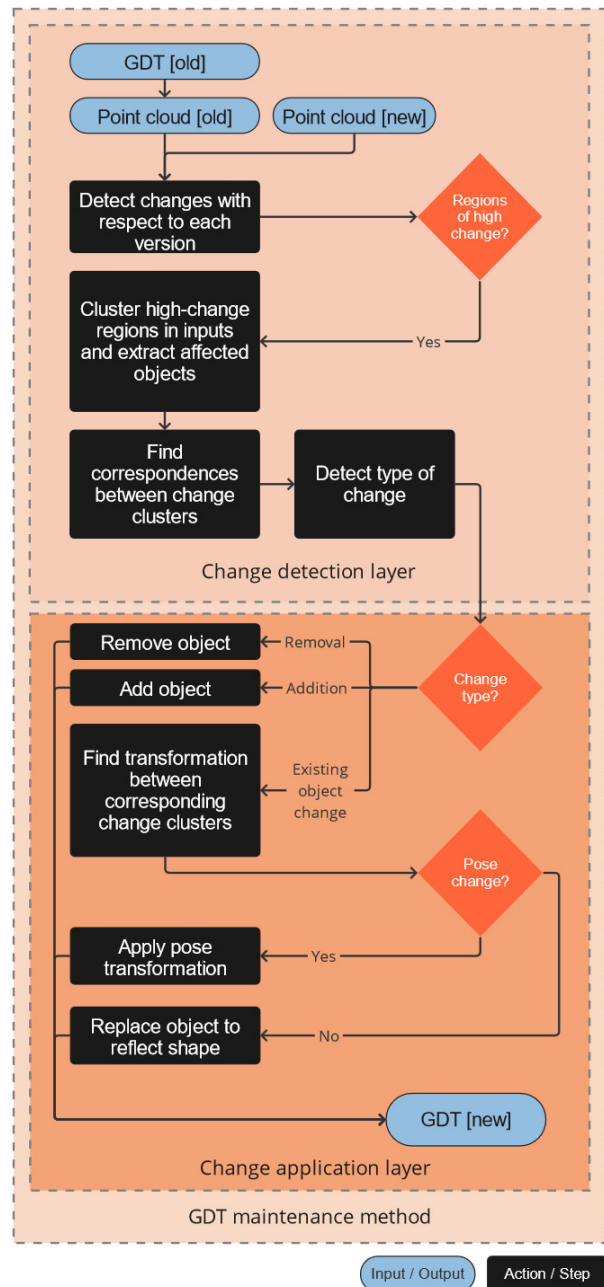 GDT [old]
Point cloud [old]
Point cloud [new]
Detect changes with
respect to each
version
Regions
of high
change?
Cluster high-change
regions in inputs
and extract affected
objects
Yes
Find
correspondences
between change
clusters
Detect type of
change
Change detection layer
Remove object
Removal
Add object
Addition
Change
type?
Find transformation
between
corresponding
change clusters
Existing
object
change
Pose
change?
Apply pose
transformation
Yes
Replace object to
reflect shape
No
GDT [new]
Change application layer
GDT maintenance method
Input / Output
Action / Step